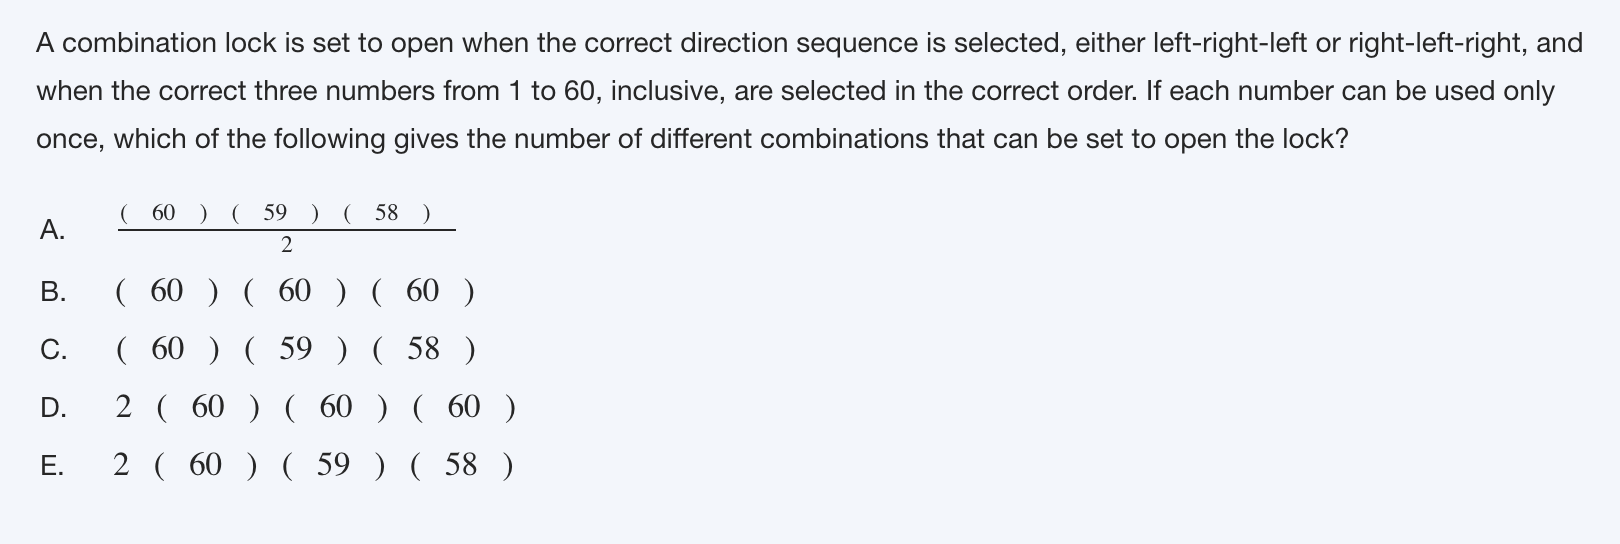 A combination lock is set to open when the correct direction sequence is selected, either left-right-left or right-left-right, and
when the correct three numbers from 1 to 60, inclusive, are selected in the correct order. If each number can be used only
once, which of the following gives the number of different combinations that can be set to open the lock?
A. ( 60 ) ( 59 ) ( 58 )
2
B. ( 60 ) ( 60 ) ( 60 )
C. ( 60 ) ( 59 ) ( 58 )
D. 2 ( 60 ) ( 60 ) ( 60 )
E. 2 ( 60 ) ( 59 ) ( 58 )